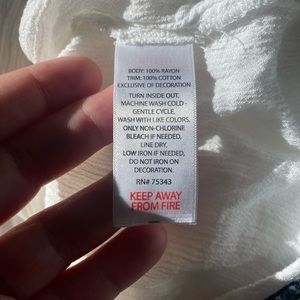 BODY: 100% RAYON
TRIM: 100% COTTON
EXCLUSIVE OF DECORATION
TURN INSIDE OUT,
MACHINE WASH COLD -
GENTLE CYCLE,
WASH WITH LIKE COLORS,
ONLY NON-CHLORINE
BLEACH IF NEEDED,
LINE DRY,
LOW IRON IF NEEDED,
DO NOT IRON ON
DECORATION.
RN# 75343
KEEP AWAY
FROM FIRE